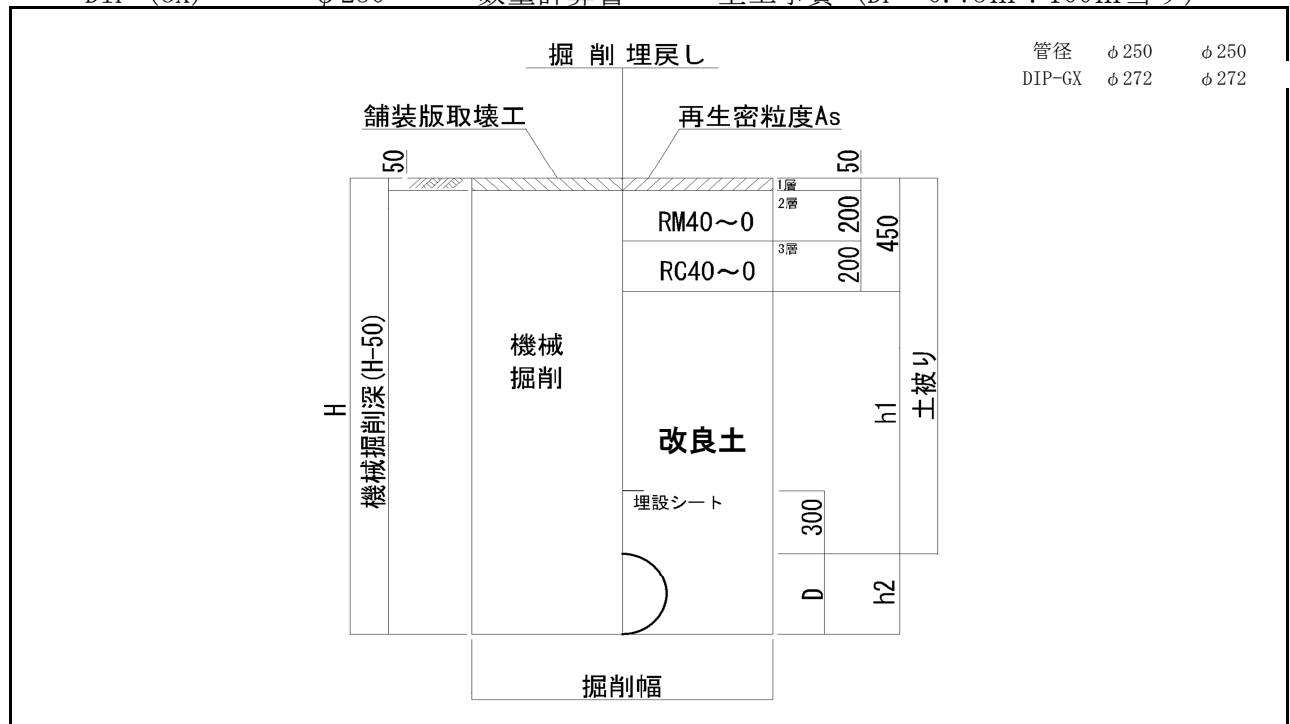 掘 削 埋戻し
管径 φ250 φ250
DIP-GX φ272 φ272
舗装版取壊工 再生密粒度As
50 50
1層
2層
RM40～0 200 450
3層
RC40～0 200
機械
掘削
H 機械掘削深(H-50)
改良土
h1 土被り
埋設シート
300
D h2
掘削幅